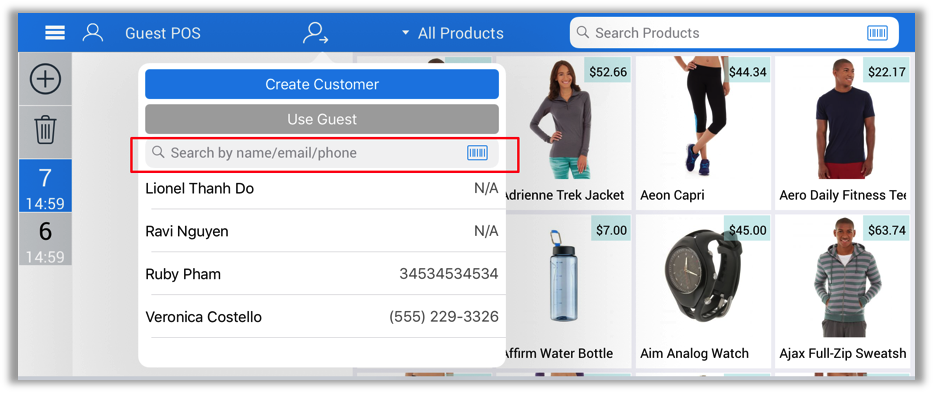 Guest POS
All Products
Search Products
7
14:59
6
14:59
Create Customer
Use Guest
Search by name/email/phone
Lionel Thanh Do N/A
Ravi Nguyen N/A
Ruby Pham 34534534534
Veronica Costello (555) 229-3326
$52.66
Adrienne Trek Jacket
$44.34
Aeon Capri
$22.17
Aero Daily Fitness Tee
$7.00
Affirm Water Bottle
$45.00
Aim Analog Watch
$63.74
Ajax Full-Zip Sweatsh